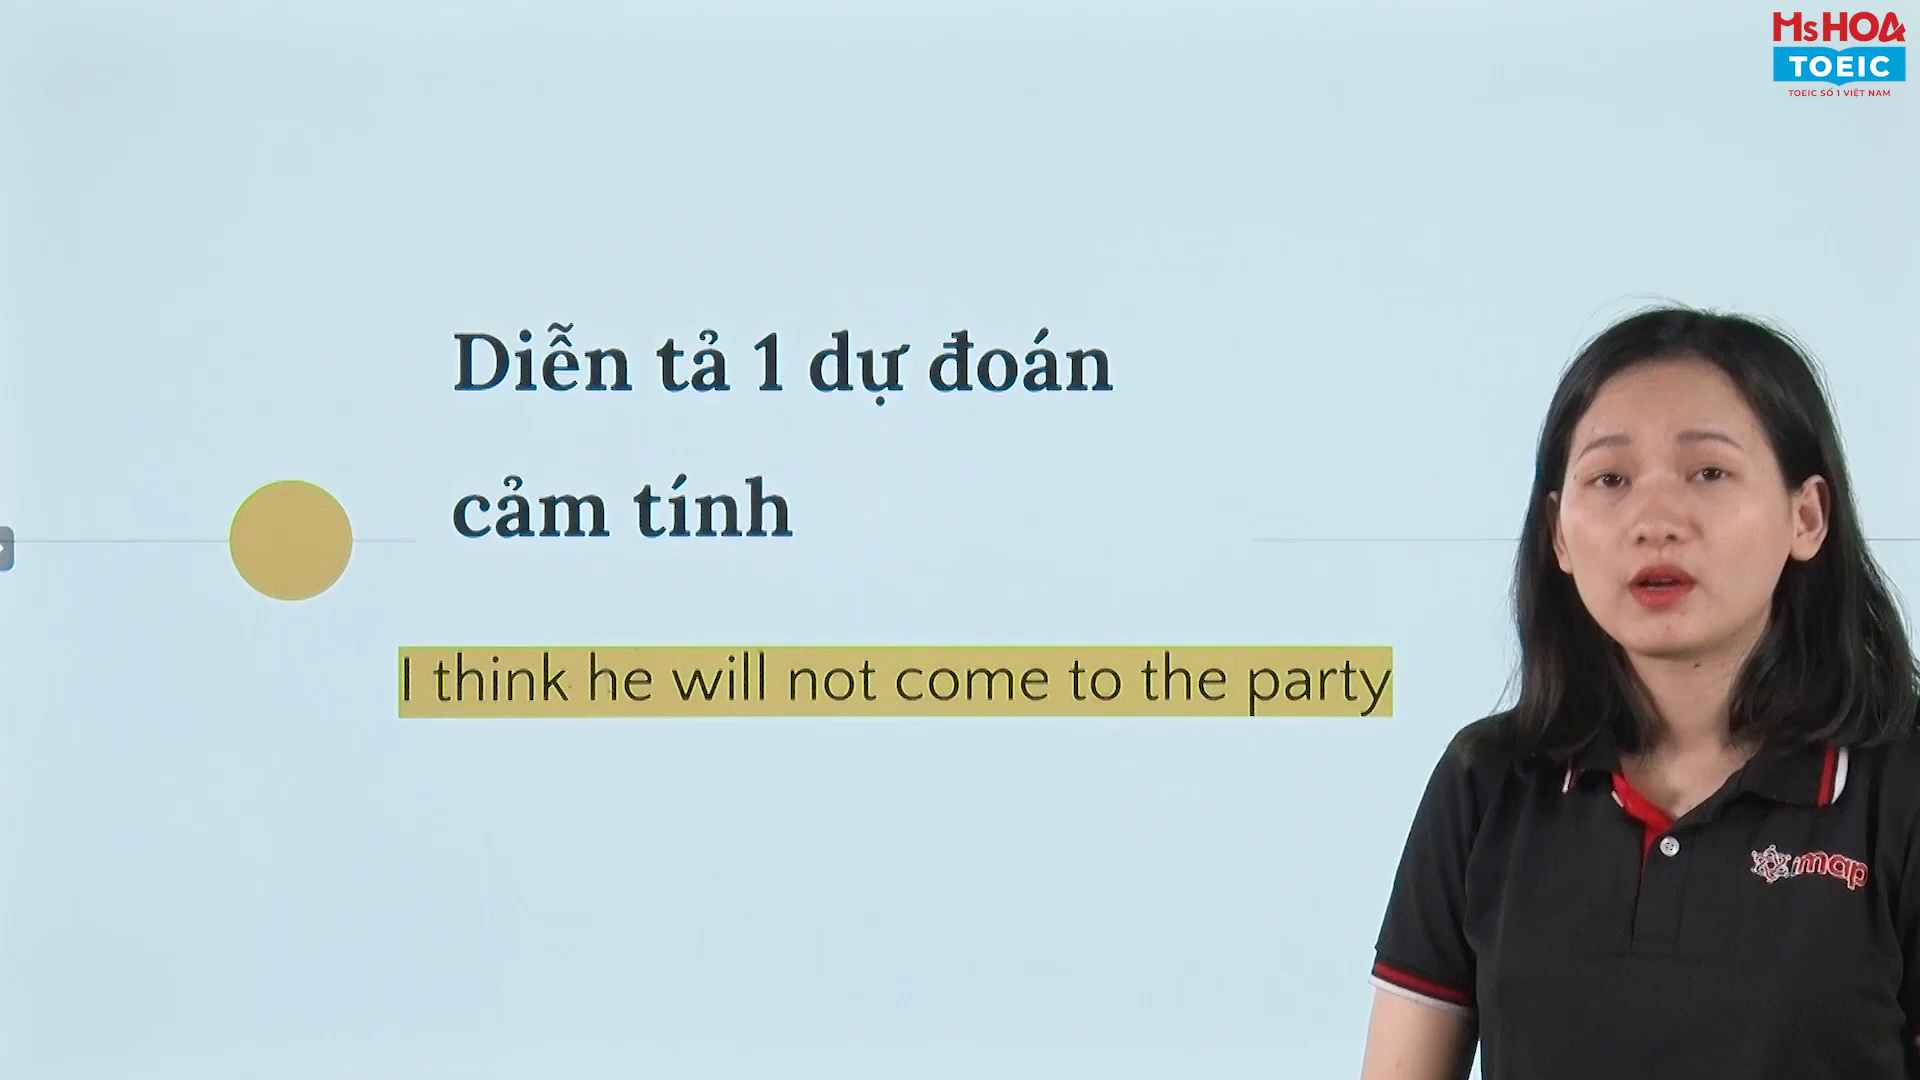 MsHOA
TOEIC
TOEIC SỐ 1 VIỆT NAM
Diễn tả 1 dự đoán
cảm tính
I think he will not come to the party
imap